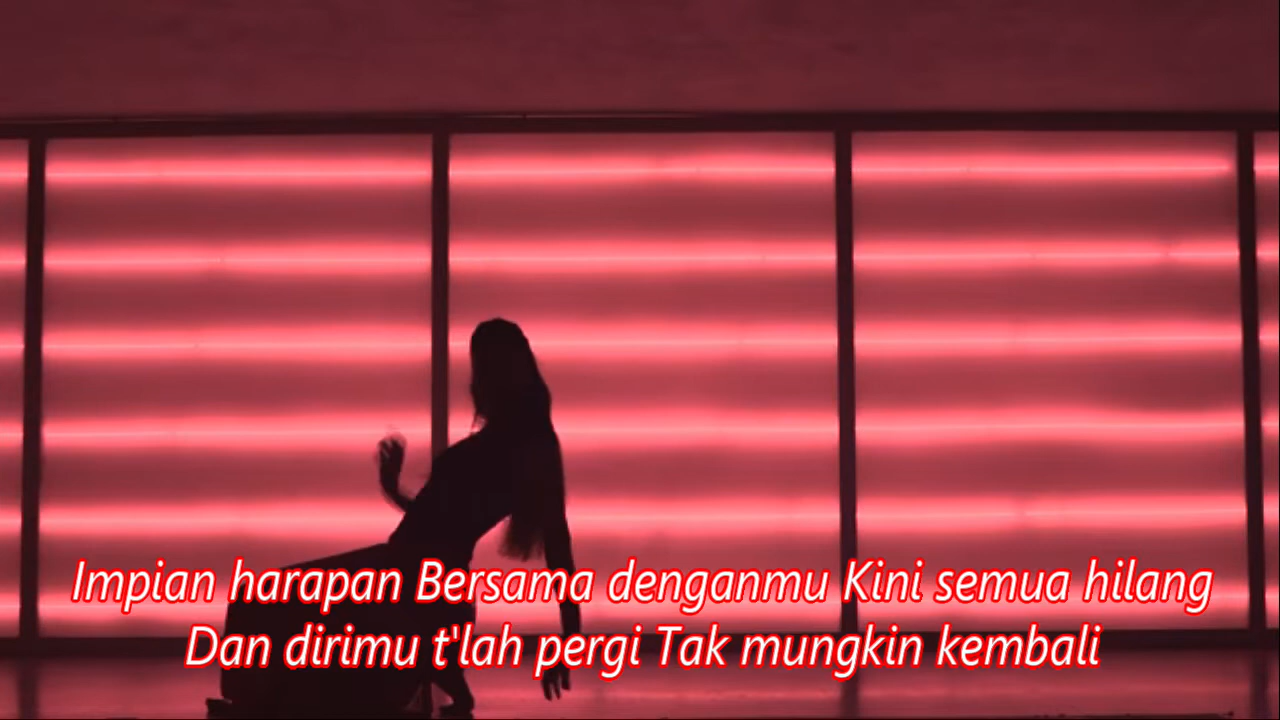 Impian harapan Bersama denganmu Kini semua hilang
Dan dirimu t'lah pergi Tak mungkin kembali